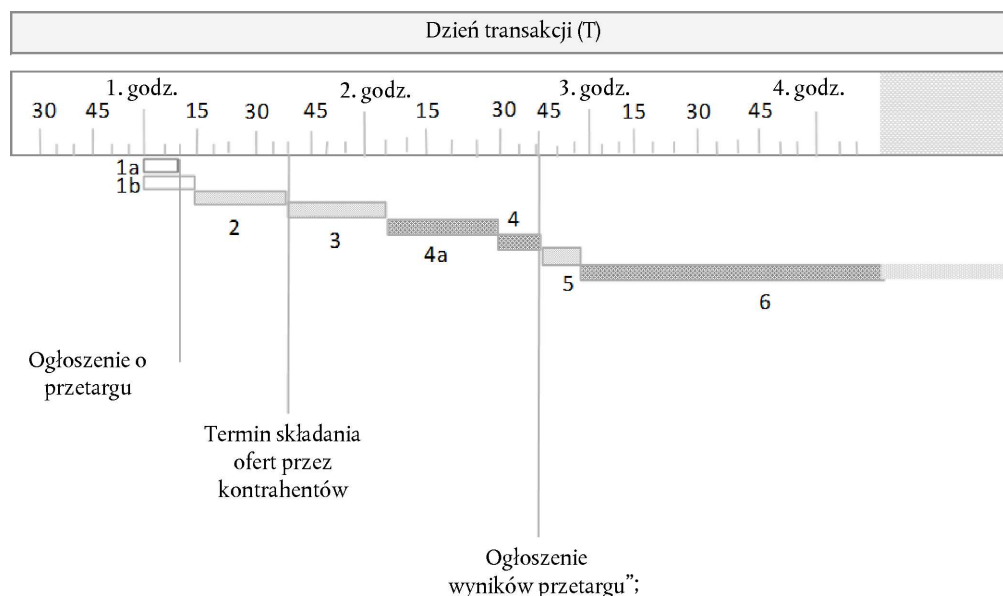 Dzień transakcji (T)
1. godz. 2. godz. 3. godz. 4. godz.
30 45 15 30 45 15 30 45 15 30 45
1a
1b
2
3
4a
4
5
6
Ogłoszenie o
przetargu
Termin składania
ofert przez
kontrahentów
Ogłoszenie
wyników przetargu”;